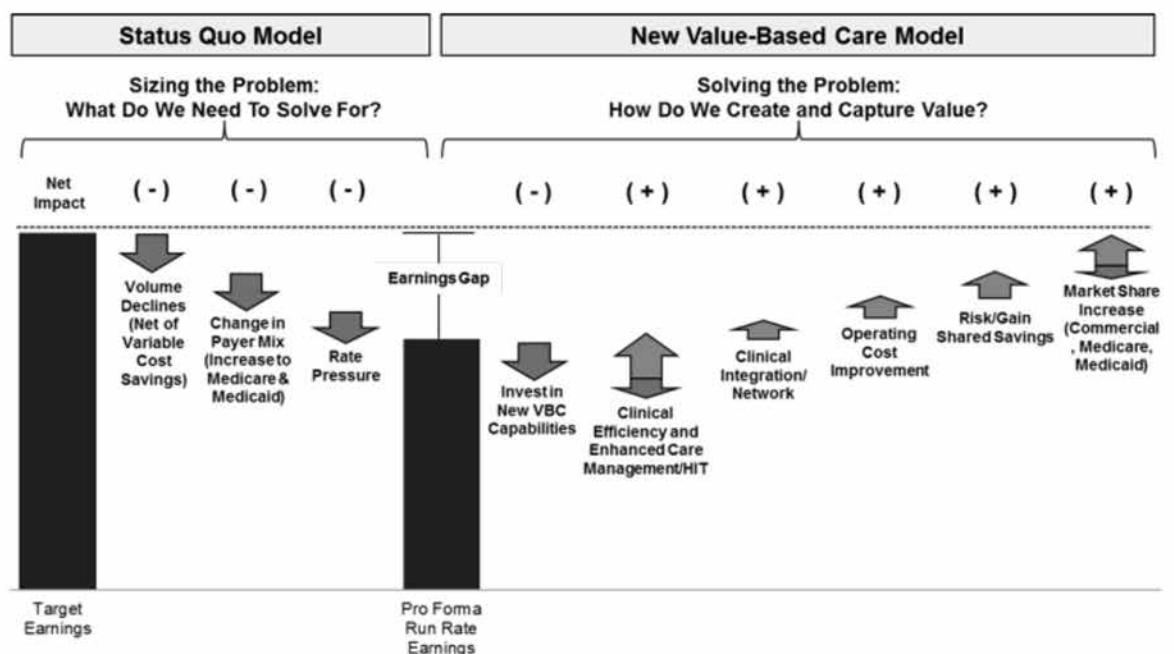 Status Quo Model
New Value-Based Care Model
Sizing the Problem:
What Do We Need To Solve For?
Solving the Problem:
How Do We Create and Capture Value?
Net
Impact
( - )
( - )
( - )
( - )
( + )
( + )
( + )
( + )
( + )
Volume
Declines
(Net of
Variable
Cost
Savings)
Change in
Payer Mix
(Increase to
Medicare &
Medicaid)
Rate
Pressure
Earnings Gap
Invest in
New VBC
Capabilities
Clinical
Efficiency and
Enhanced Care
Management/HIT
Clinical
Integration/
Network
Operating
Cost
Improvement
Risk/Gain
Shared Savings
Market Share
Increase
(Commercial
, Medicare,
Medicaid)
Target
Earnings
Pro Forma
Run Rate
Earnings